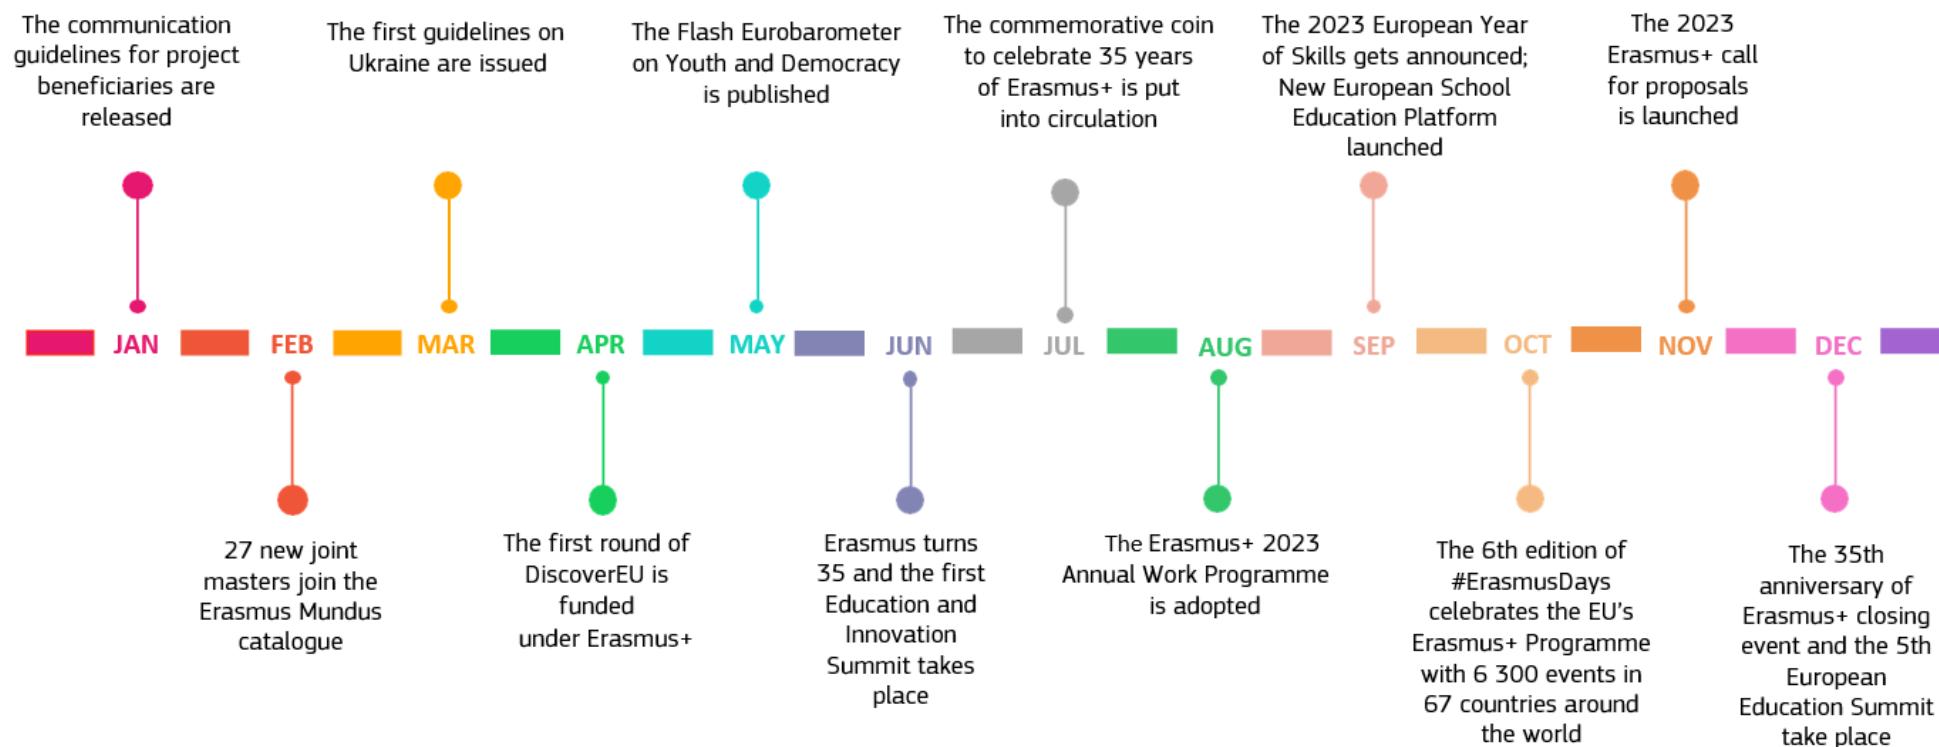 The communication
guidelines for project
beneficiaries are
released
The first guidelines on
Ukraine are issued
The Flash Eurobarometer
on Youth and Democracy
is published
The commemorative coin
to celebrate 35 years
of Erasmus+ is put
into circulation
The 2023 European Year
of Skills gets announced;
New European School
Education Platform
launched
The 2023
Erasmus+ call
for proposals
is launched
JAN FEB MAR APR MAY JUN JUL AUG SEP OCT NOV DEC
27 new joint
masters join the
Erasmus Mundus
catalogue
The first round of
DiscoverEU is
funded
under Erasmus+
Erasmus turns
35 and the first
Education and
Innovation
Summit takes
place
The Erasmus+ 2023
Annual Work Programme
is adopted
The 6th edition of
#ErasmusDays
celebrates the EU's
Erasmus+ Programme
with 6 300 events in
67 countries around
the world
The 35th
anniversary of
Erasmus+ closing
event and the 5th
European
Education Summit
take place